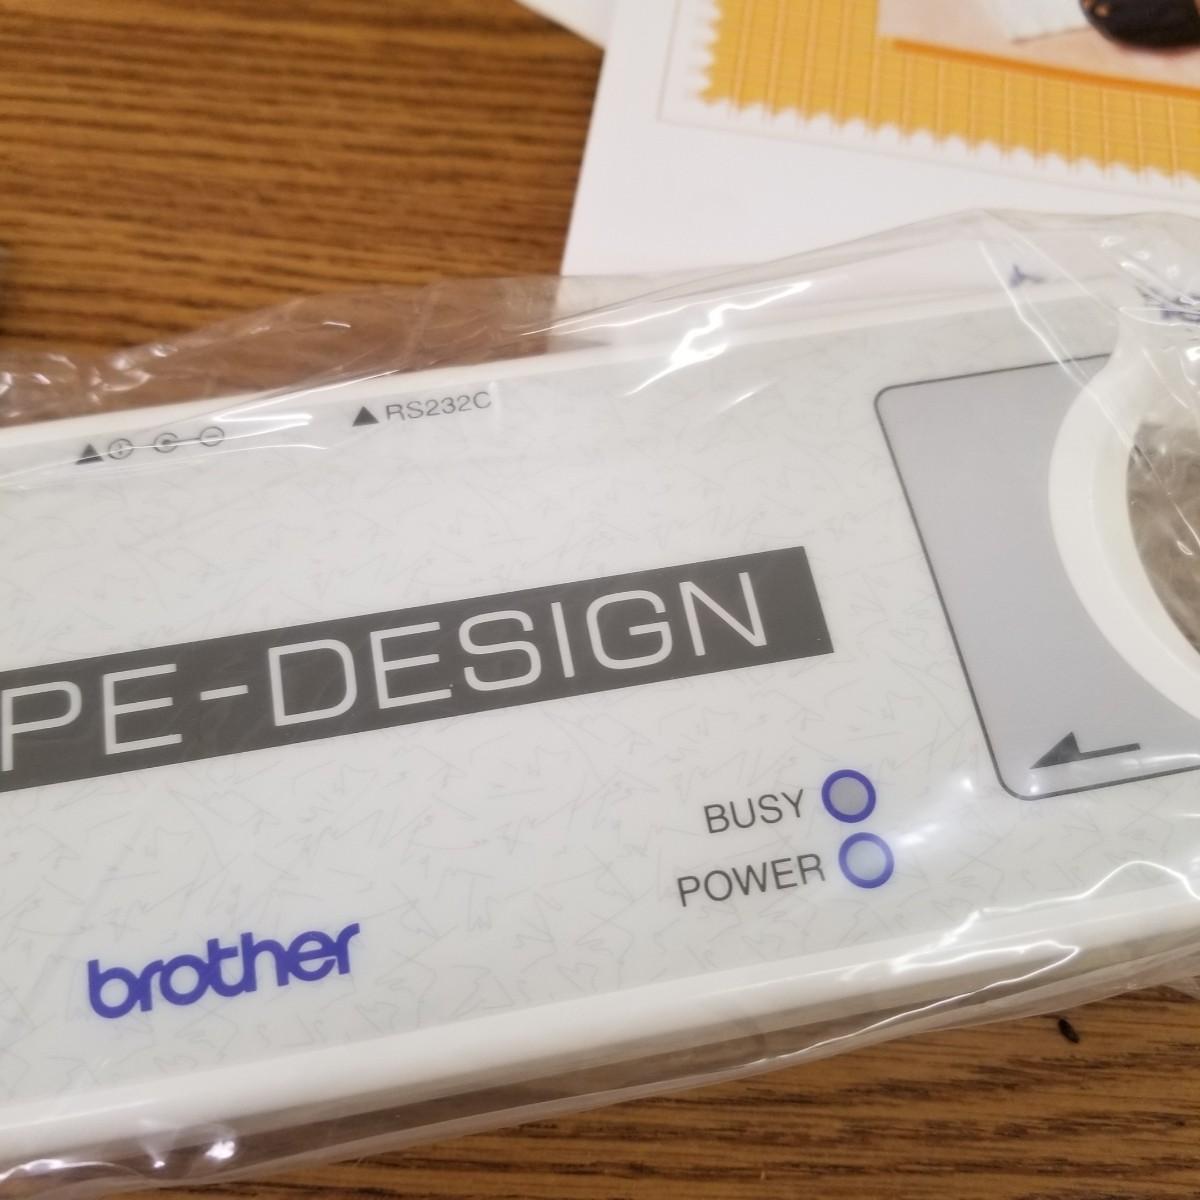 RS232C
PE-DESIGN
BUSY
POWER
brother